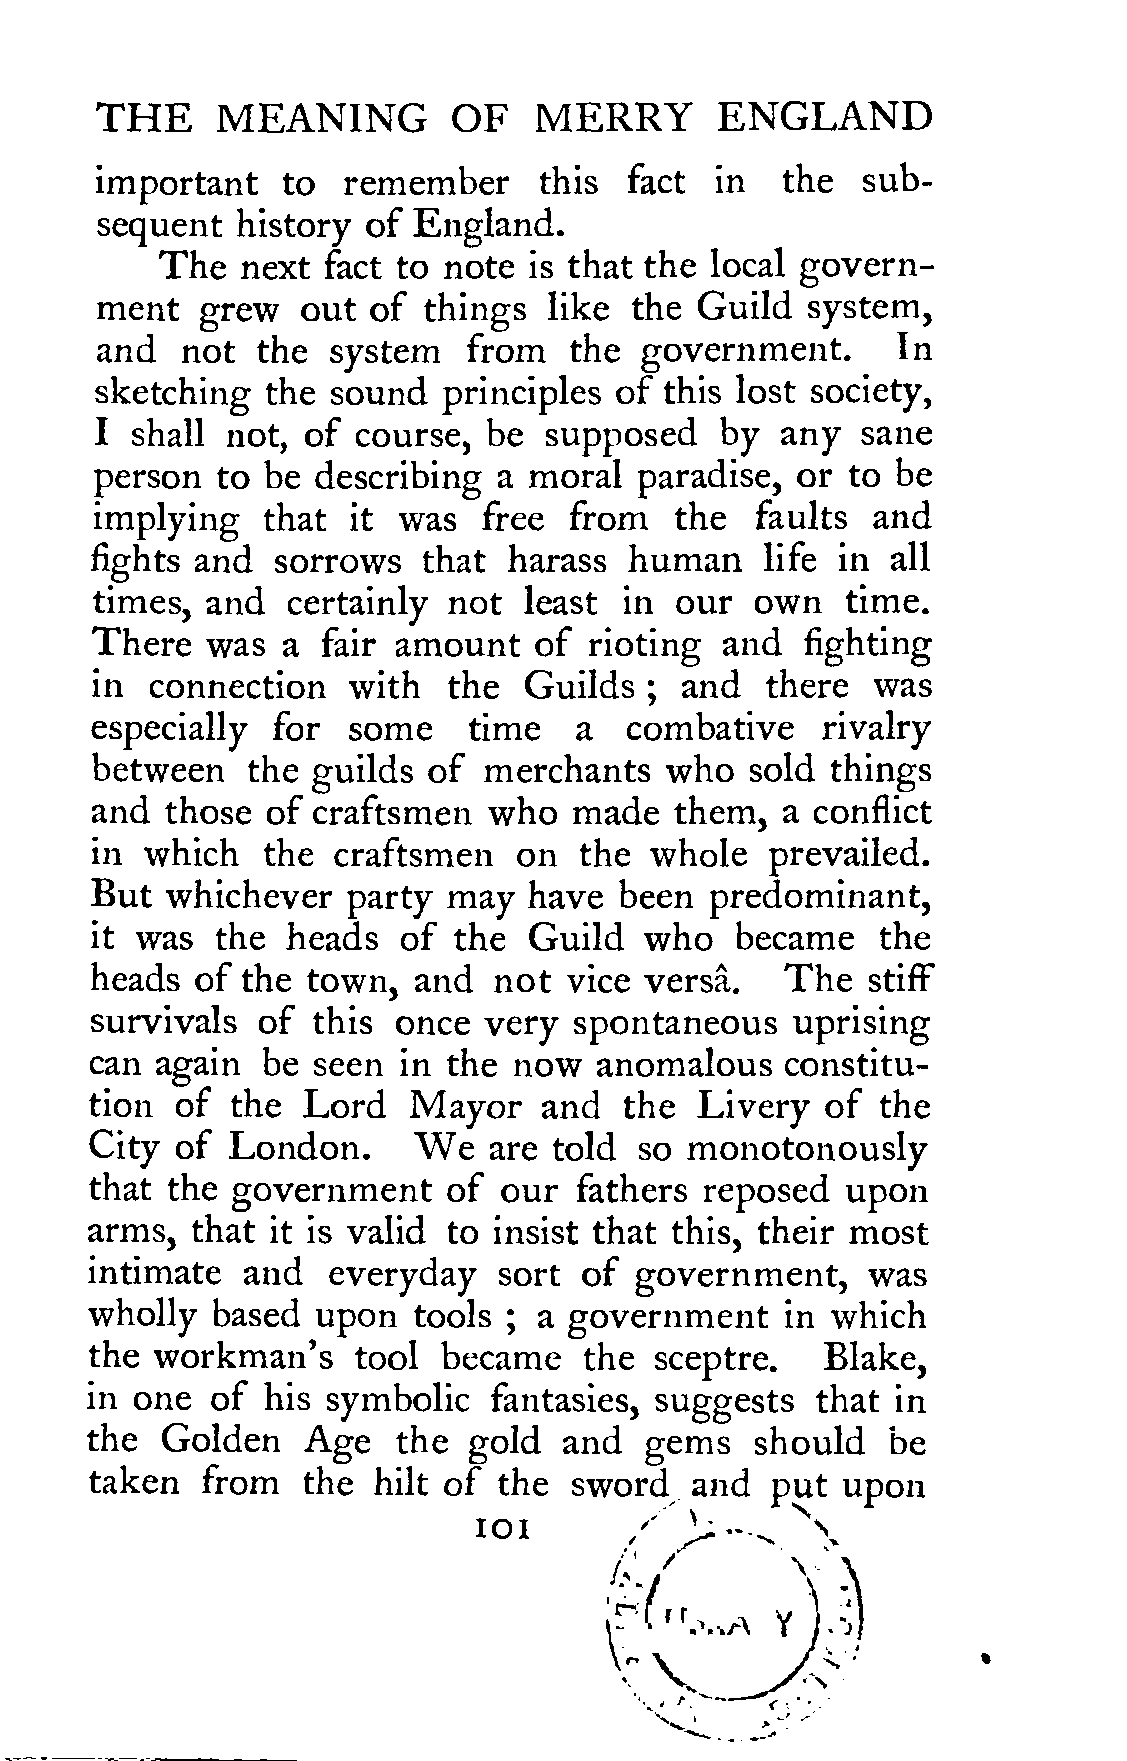 THE MEANING OF MERRY ENGLAND
important to remember this fact in the sub-
sequent history of England.
The next fact to note is that the local govern-
ment grew out of things like the Guild system,
and not the system from the government. In
sketching the sound principles of this lost society,
I shall not, of course, be supposed by any sane
person to be describing a moral paradise, or to be
implying that it was free from the faults and
fights and sorrows that harass human life in all
times, and certainly not least in our own time.
There was a fair amount of rioting and fighting
in connection with the Guilds ; and there was
especially for some time a combative rivalry
between the guilds of merchants who sold things
and those of craftsmen who made them, a conflict
in which the craftsmen on the whole prevailed.
But whichever party may have been predominant,
it was the heads of the Guild who became the
heads of the town, and not vice versâ. The stiff
survivals of this once very spontaneous uprising
can again be seen in the now anomalous constitu-
tion of the Lord Mayor and the Livery of the
City of London. We are told so monotonously
that the government of our fathers reposed upon
arms, that it is valid to insist that this, their most
intimate and everyday sort of government, was
wholly based upon tools ; a government in which
the workman's tool became the sceptre. Blake,
in one of his symbolic fantasies, suggests that in
the Golden Age the gold and gems should be
taken from the hilt of the sword and put upon
101